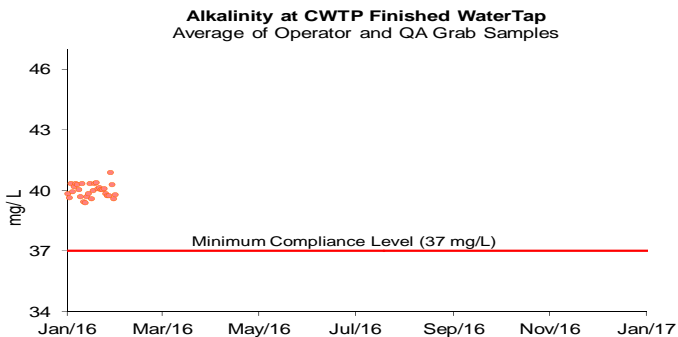 Alkalinity at CWTP Finished WaterTap
Average of Operator and QA Grab Samples
46
43
40
mg/ L
Minimum Compliance Level (37 mg/L)
37
34
Jan/16 Mar/16 May/16 Jul/16 Sep/16 Nov/16 Jan/17